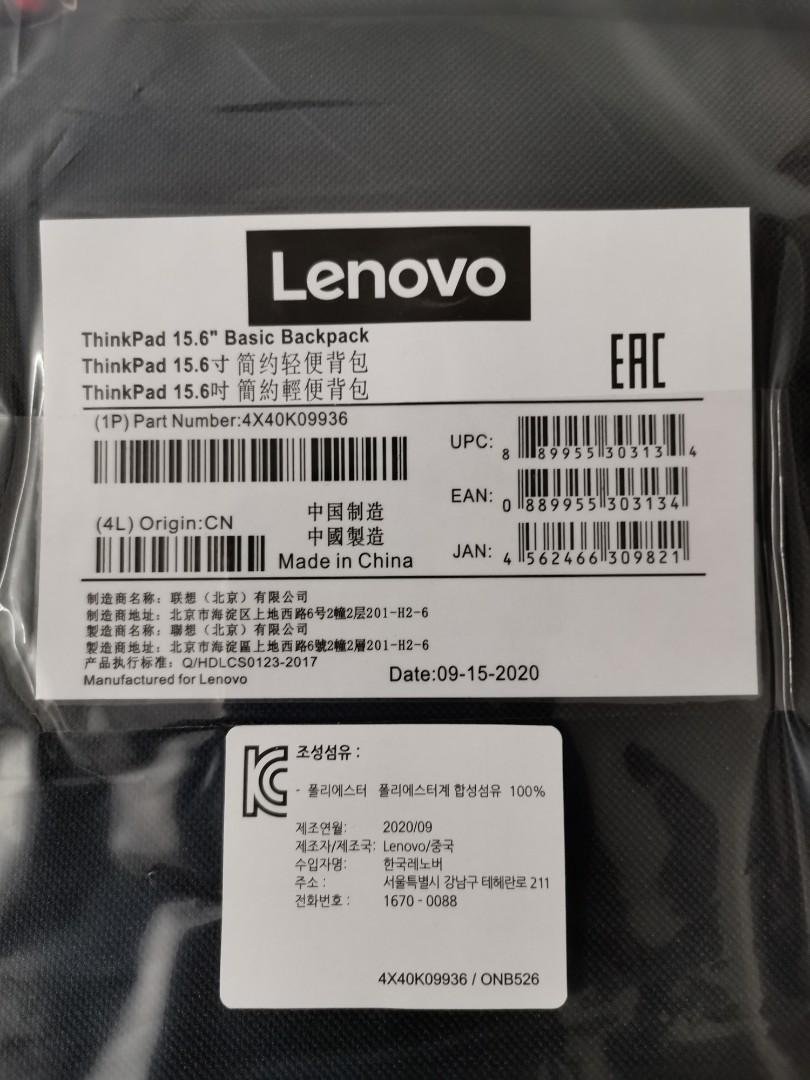 Lenovo
ThinkPad 15.6" Basic Backpack
ThinkPad 15.6寸 简约轻便背包
ThinkPad 15.6吋 簡約輕便背包
EAC
(1P) Part Number:4X40K09936
UPC: 8 89955 30313 4
EAN: 0 889955 303134
(4L) Origin:CN
中国制造
中國製造
Made in China
JAN: 4 562466 309821
制造商名称：联想（北京）有限公司
制造商地址：北京市海淀区上地西路6号2幢2层201-H2-6
製造商名称：聯想（北京）有限公司
製造商地址：北京市海淀區上地西路6號2幢2層201-H2-6
产品执行标准：Q/HDLCS0123-2017
Manufactured for Lenovo
Date:09-15-2020
KC
조성섬유 :
- 폴리에스터 폴리에스터계 합성섬유 100%
제조연월: 2020/09
제조자/제조국: Lenovo/중국
수입자명: 한국레노버
주소 : 서울특별시 강남구 테헤란로 211
전화번호 : 1670 - 0088
4X40K09936 / ONB526